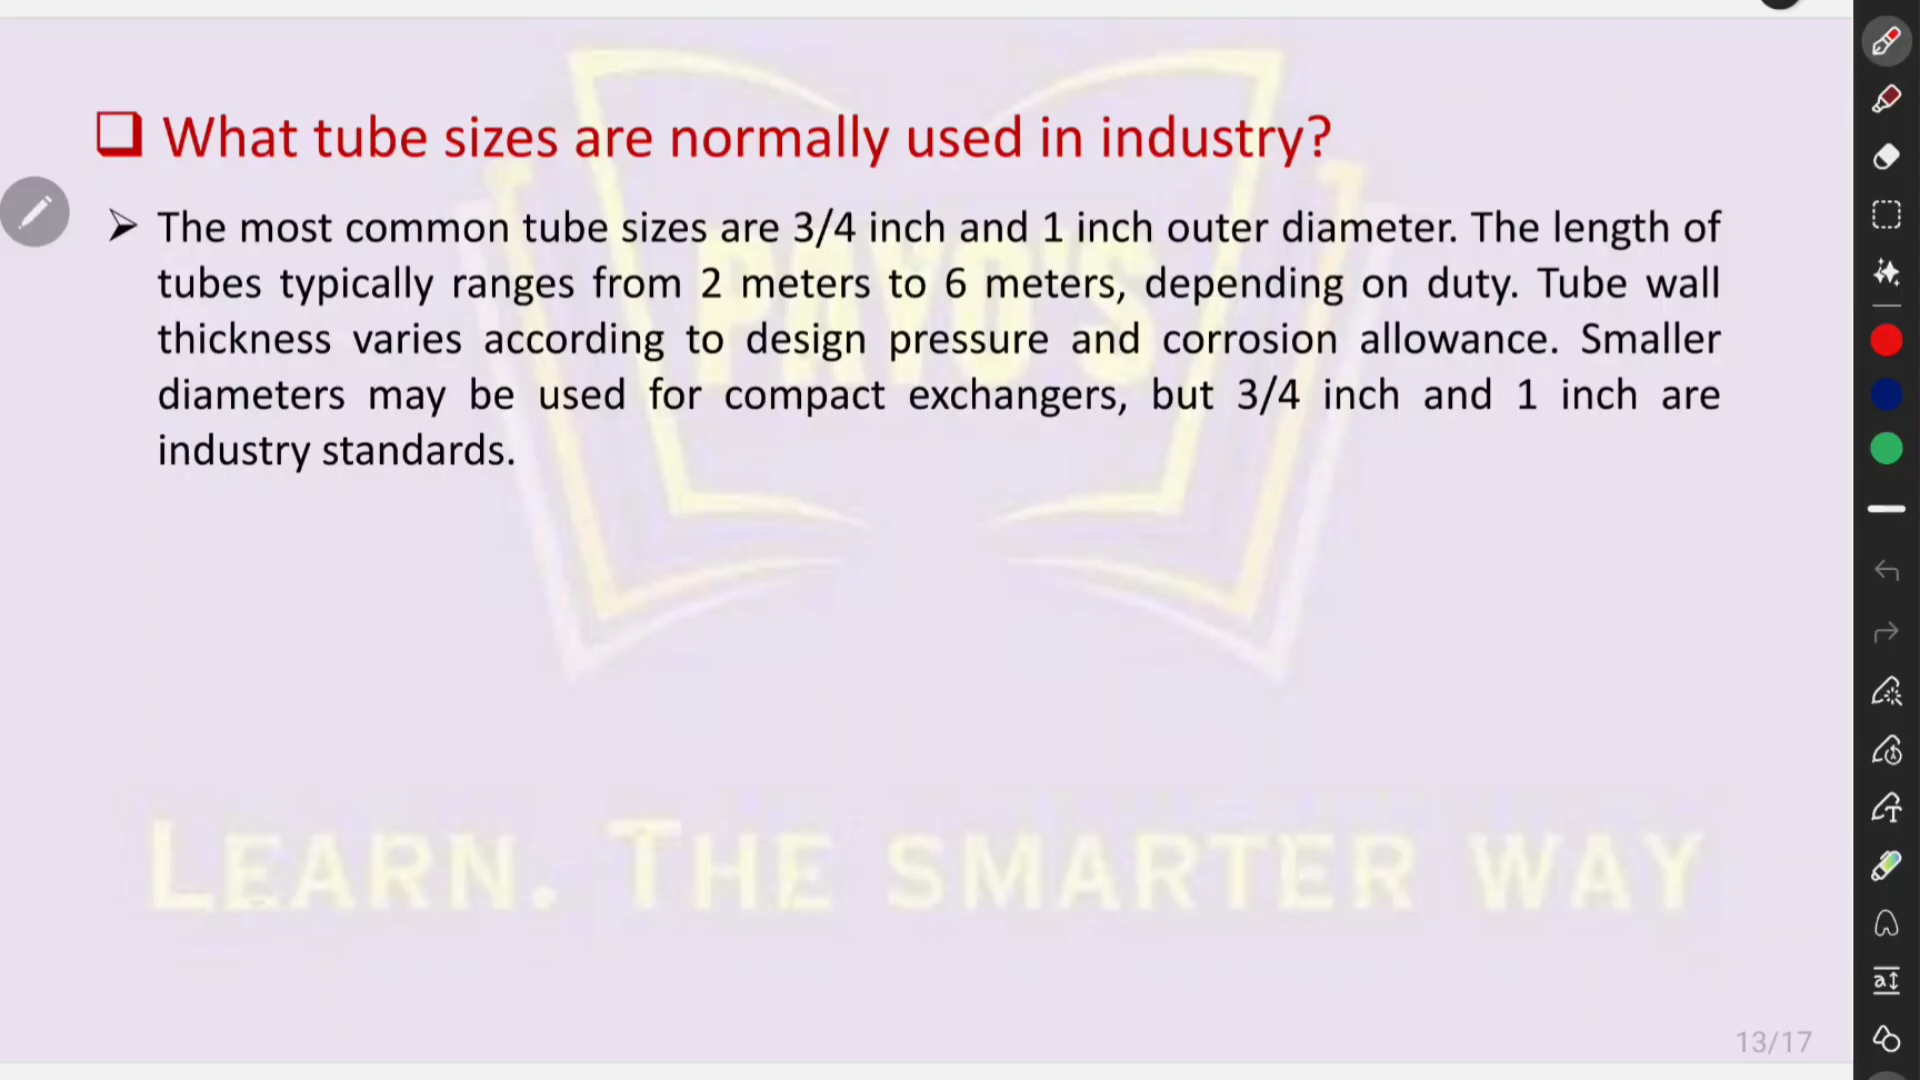 What tube sizes are normally used in industry?
The most common tube sizes are 3/4 inch and 1 inch outer diameter. The length of
tubes typically ranges from 2 meters to 6 meters, depending on duty. Tube wall
thickness varies according to design pressure and corrosion allowance. Smaller
diameters may be used for compact exchangers, but 3/4 inch and 1 inch are
industry standards.
PAYO'S
LEARN. THE SMARTER WAY
13/17